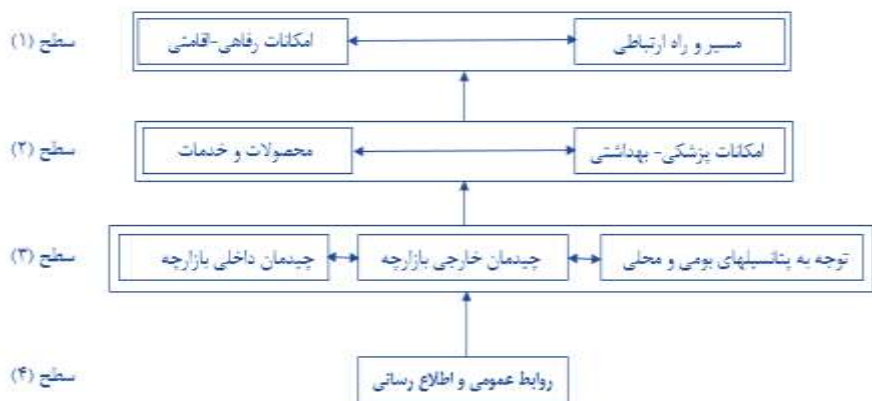 سطح (۱)
مسیر و راه ارتباطی
امکانات رفاهی-اقامتی
سطح (۲)
امکانات پزشکی- بهداشتی
محصولات و خدمات
سطح (۳)
توجه به پتانسیلهای بومی و محلی
چیدمان خارجی بازارچه
چیدمان داخلی بازارچه
سطح (۴)
روابط عمومی و اطلاع رسانی